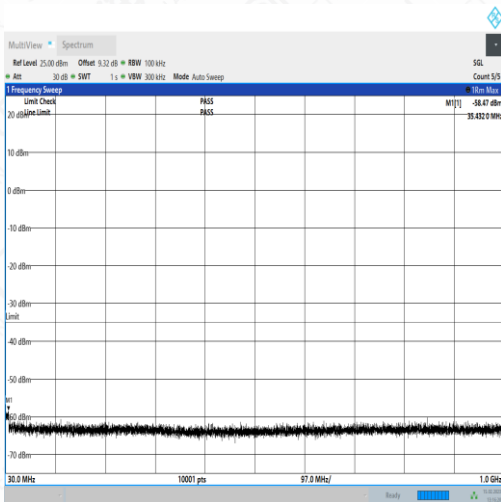 MultiView Spectrum
Ref Level 25.00 dBm Offset 9.32 dB RBW 100 kHz SGL
Att 30 dB SWT 1 s VBW 300 kHz Mode Auto Sweep Count 5/5
1 Frequency Sweep 1Rm Max
Limit Check PASS M1[1] -58.47 dBm
Line Limit PASS 35.4320 MHz
20 dBm
10 dBm
0 dBm
-10 dBm
-20 dBm
-30 dBm
Limit
-40 dBm
-50 dBm
M1
-60 dBm
-70 dBm
30.0 MHz 10001 pts 97.0 MHz/ 1.0 GHz
Ready